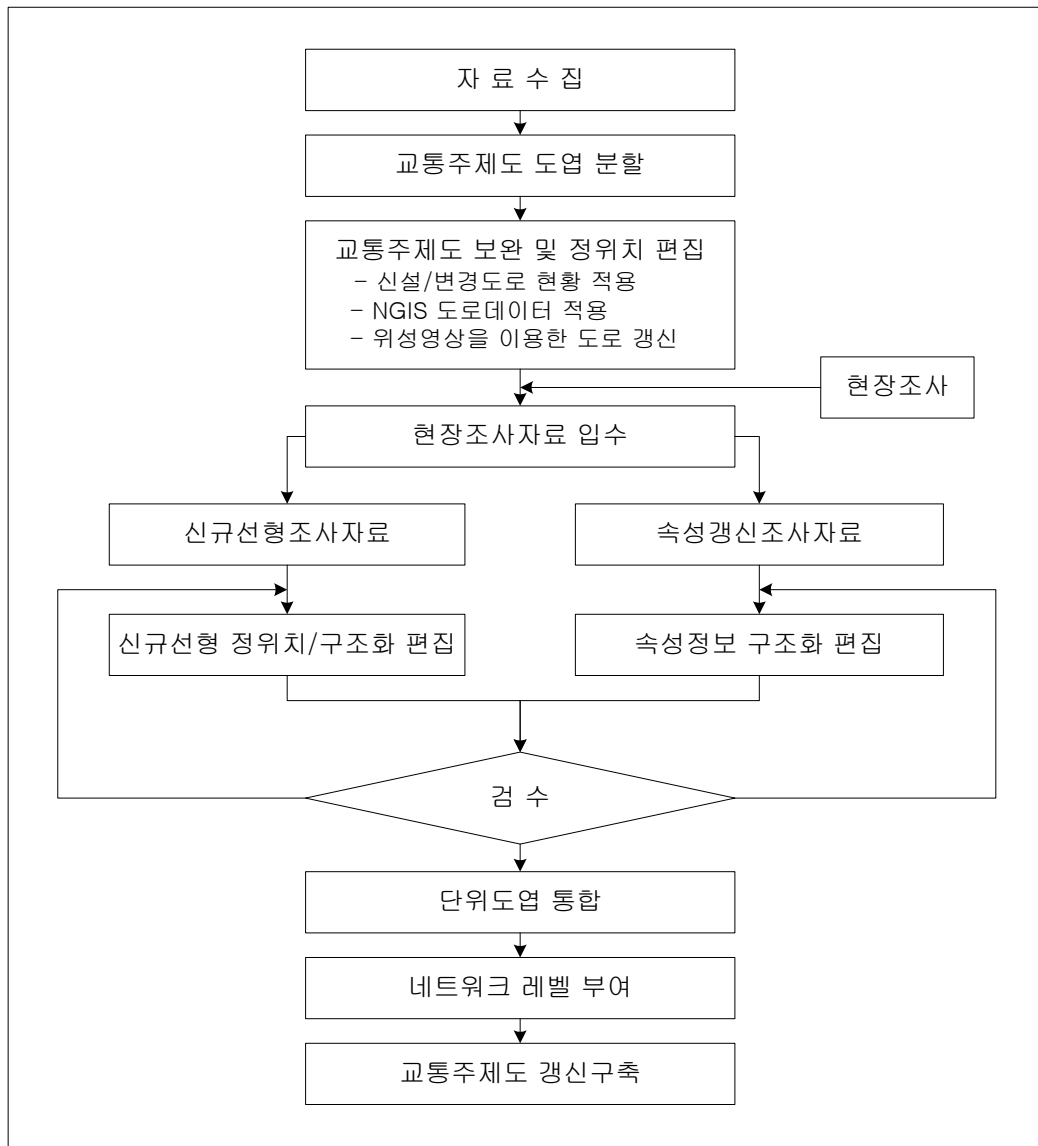 자 료 수 집
교통주제도 도엽 분할
교통주제도 보완 및 정위치 편집
– 신설/변경도로 현황 적용
– NGIS 도로데이터 적용
– 위성영상을 이용한 도로 갱신
현장조사
현장조사자료 입수
신규선형조사자료
속성갱신조사자료
신규선형 정위치/구조화 편집
속성정보 구조화 편집
검 수
단위도엽 통합
네트워크 레벨 부여
교통주제도 갱신구축